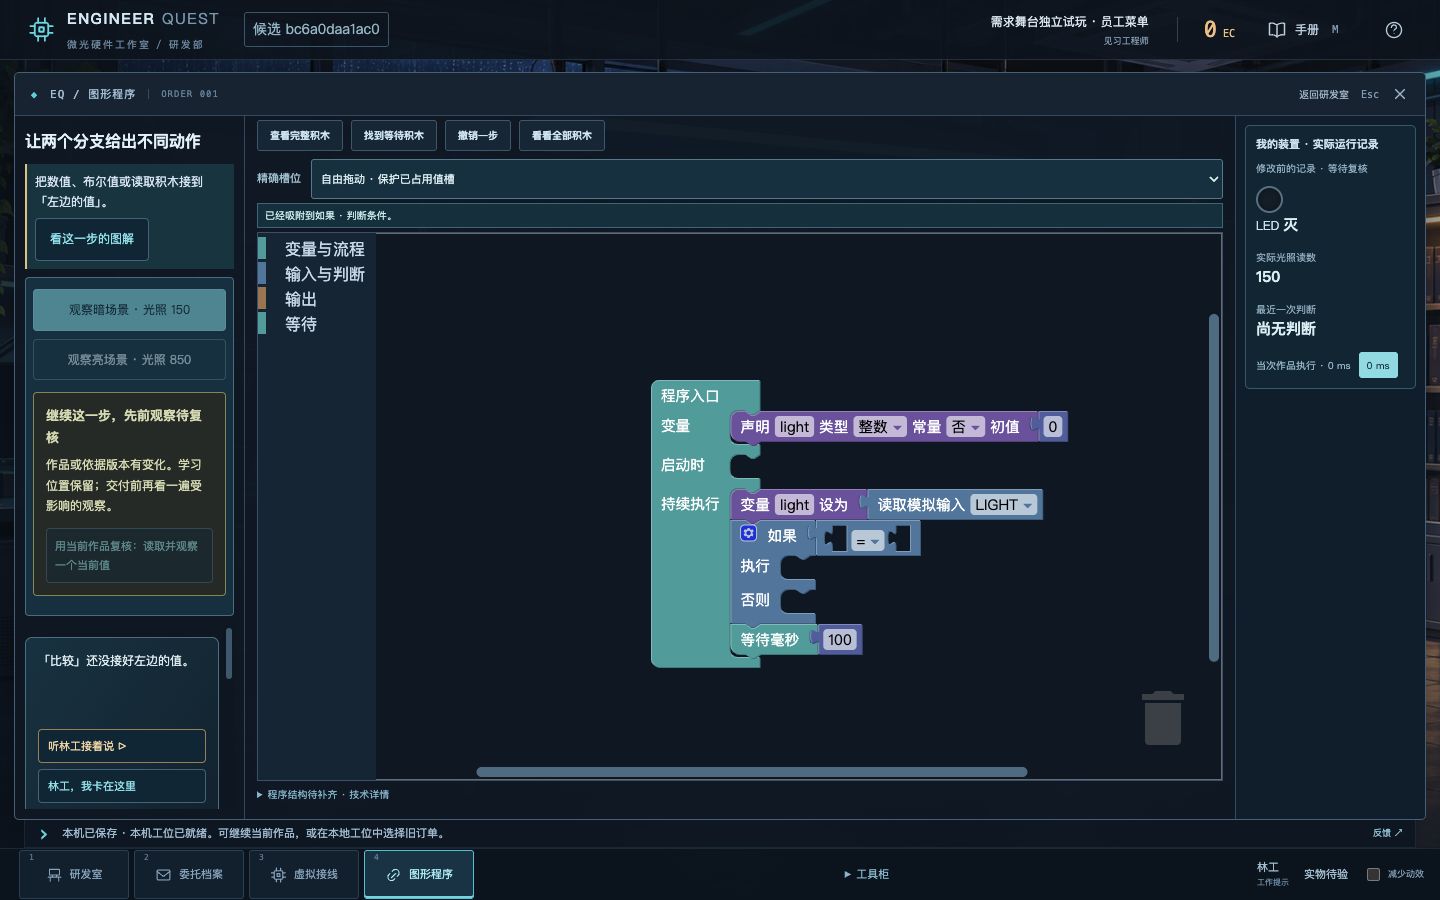 ENGINEER QUEST
微光硬件工作室 / 研发部
候选 bc6a0daa1ac0
需求舞台独立试玩 · 员工菜单
见习工程师
0 EC
手册 M
◆ EQ / 图形程序 | ORDER 001
返回研发室 Esc
让两个分支给出不同动作
把数值、布尔值或读取积木接到
「左边的值」。
看这一步的图解
观察暗场景 · 光照 150
观察亮场景 · 光照 850
继续这一步，先前观察待复
核
作品或依据版本有变化。学习
位置保留；交付前再看一遍受
影响的观察。
用当前作品复核：读取并观察
一个当前值
「比较」还没接好左边的值。
听林工接着说
林工，我卡在这里
查看完整积木
找到等待积木
撤销一步
看看全部积木
精确槽位
自由拖动 · 保护已占用值槽
已经吸附到如果 · 判断条件。
变量与流程
输入与判断
输出
等待
程序入口
变量
声明 light 类型 整数 常量 否 初值 0
启动时
持续执行
变量 light 设为 读取模拟输入 LIGHT
如果 =
执行
否则
等待毫秒 100
程序结构待补齐 · 技术详情
我的装置 · 实际运行记录
修改前的记录 · 等待复核
LED 灭
实际光照读数
150
最近一次判断
尚无判断
当次作品执行 · 0 ms 0 ms
本机已保存 · 本机工位已就绪。可继续当前作品，或在本地工位中选择旧订单。
反馈 ↗
1 研发室
2 委托档案
3 虚拟接线
4 图形程序
工具柜
林工
工作提示
实物待验
减少动效